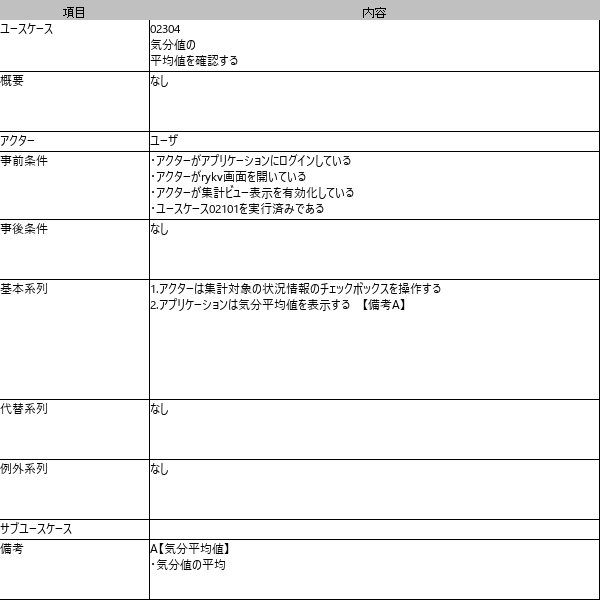 項目 内容
ユースケース 02304
気分値の
平均値を確認する
概要 なし
アクター ユーザ
事前条件 ・アクターがアプリケーションにログインしている
・アクターがrykv画面を開いている
・アクターが集計ビュー表示を有効化している
・ユースケース02101を実行済みである
事後条件 なし
基本系列 1.アクターは集計対象の状況情報のチェックボックスを操作する
2.アプリケーションは気分平均値を表示する 【備考A】
代替系列 なし
例外系列 なし
サブユースケース
備考 A【気分平均値】
・気分値の平均